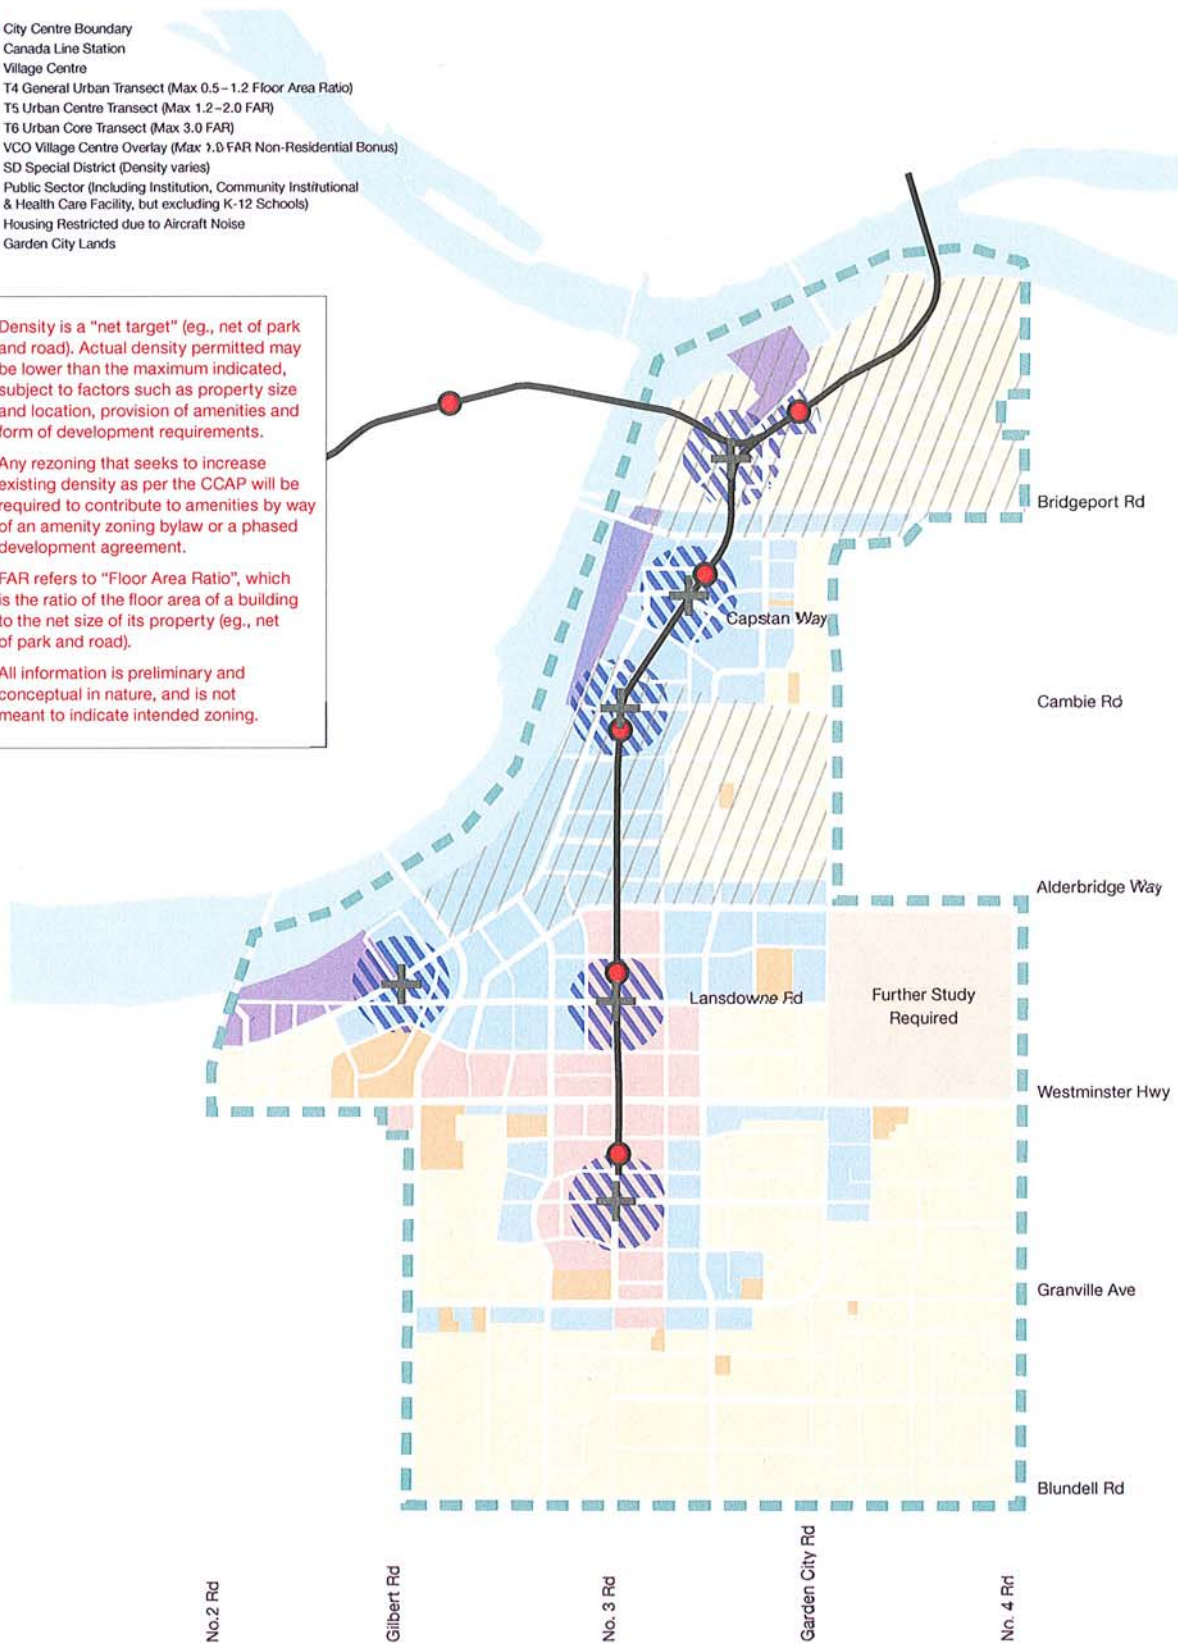 City Centre Boundary
Canada Line Station
Village Centre
T4 General Urban Transect (Max 0.5–1.2 Floor Area Ratio)
T5 Urban Centre Transect (Max 1.2–2.0 FAR)
T6 Urban Core Transect (Max 3.0 FAR)
VCO Village Centre Overlay (Max 1.0 FAR Non-Residential Bonus)
SD Special District (Density varies)
Public Sector (Including Institution, Community Institutional
& Health Care Facility, but excluding K-12 Schools)
Housing Restricted due to Aircraft Noise
Garden City Lands
Density is a "net target" (eg., net of park
and road). Actual density permitted may
be lower than the maximum indicated,
subject to factors such as property size
and location, provision of amenities and
form of development requirements.
Any rezoning that seeks to increase
existing density as per the CCAP will be
required to contribute to amenities by way
of an amenity zoning bylaw or a phased
development agreement.
FAR refers to "Floor Area Ratio", which
is the ratio of the floor area of a building
to the net size of its property (eg., net
of park and road).
All information is preliminary and
conceptual in nature, and is not
meant to indicate intended zoning.
Bridgeport Rd
Capstan Way
Cambie Rd
Alderbridge Way
Lansdowne Rd
Further Study
Required
Westminster Hwy
Granville Ave
Blundell Rd
No.2 Rd
Gilbert Rd
No. 3 Rd
Garden City Rd
No. 4 Rd